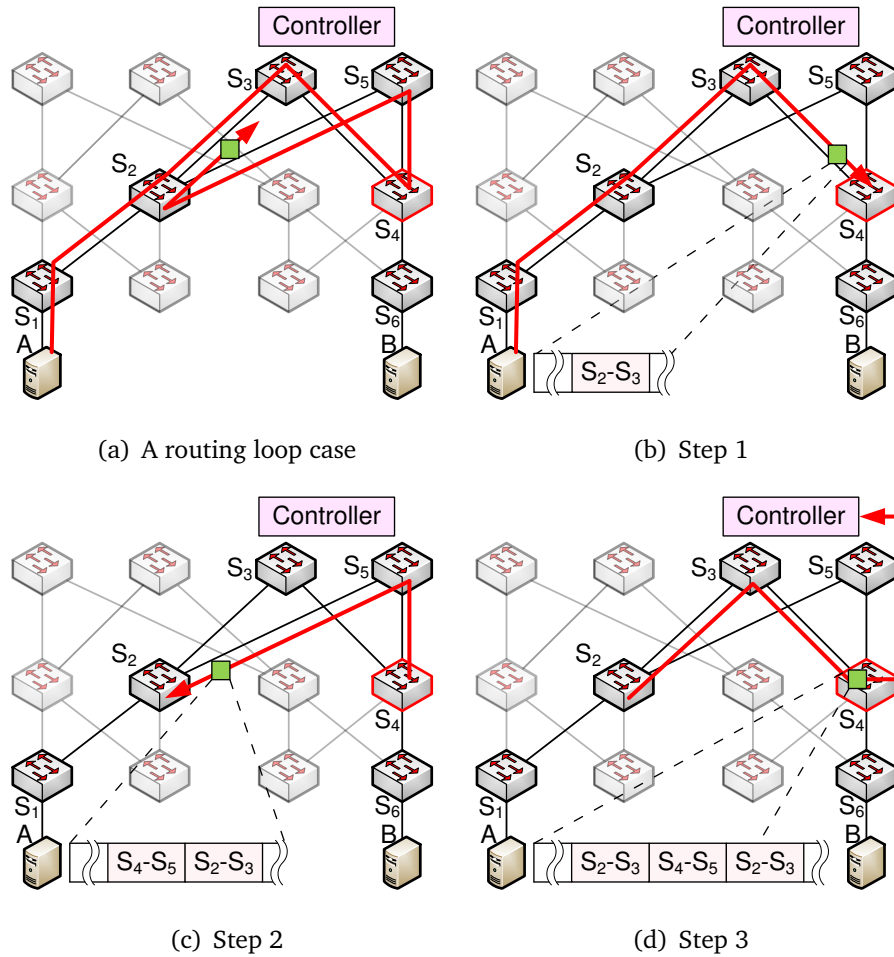 Controller
S3 S5
S2
S4
S1 S6
A B
(a) A routing loop case
Controller
S3 S5
S2
S4
S1 S6
A B
S2-S3
(b) Step 1
Controller
S3 S5
S2
S4
S1 S6
A B
S4-S5 S2-S3
(c) Step 2
Controller
S3 S5
S2
S4
S1 S6
A B
S2-S3 S4-S5 S2-S3
(d) Step 3